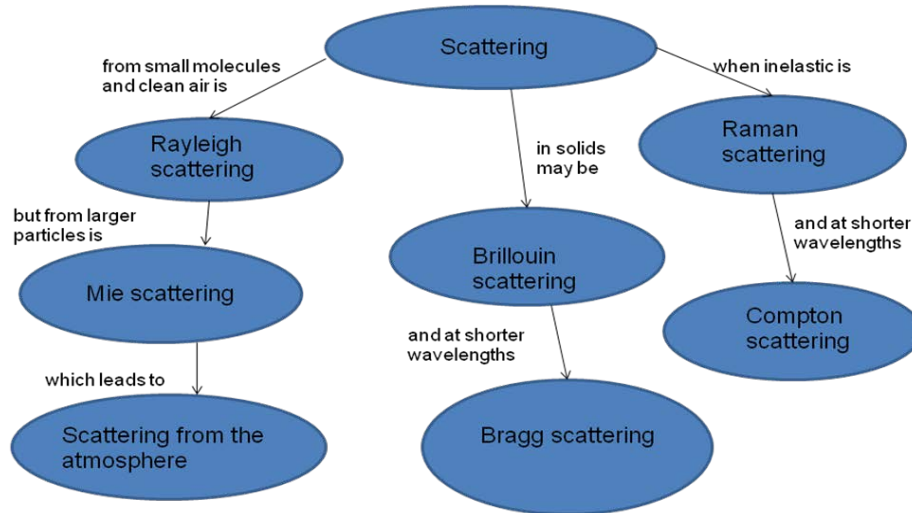 Scattering
from small molecules
and clean air is
when inelastic is
Rayleigh
scattering
in solids
may be
Raman
scattering
but from larger
particles is
and at shorter
wavelengths
Mie scattering
Brillouin
scattering
Compton
scattering
and at shorter
wavelengths
which leads to
Scattering from the
atmosphere
Bragg scattering